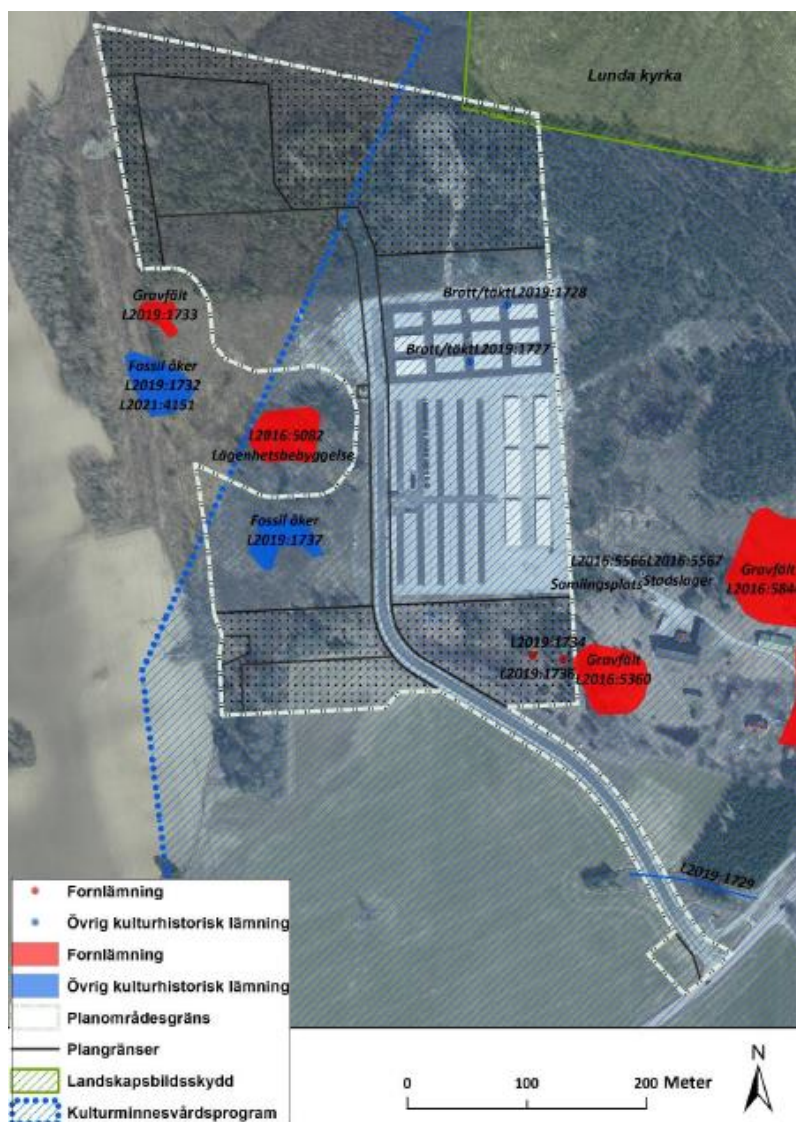 Lunda kyrka
Gravfält
L2019:1733
Brott/täktL2019:1728
Brott/täktL2019:1727
Fossil åker
L2019:1732
L2021:4151
L2016:5082
Lägenhetsbebyggelse
Fossil åker
L2019:1737
L2016:5566L2016:5567
Samlingsplats Stadslager
Gravfält
L2016:584
L2019:1734
L2019:1736
Gravfält
L2016:5360
L2019:1729
Fornlämning
Övrig kulturhistorisk lämning
Fornlämning
Övrig kulturhistorisk lämning
Planområdesgräns
Plangränser
Landskapsbildsskydd
Kulturminnesvårdsprogram
N
0 100 200 Meter